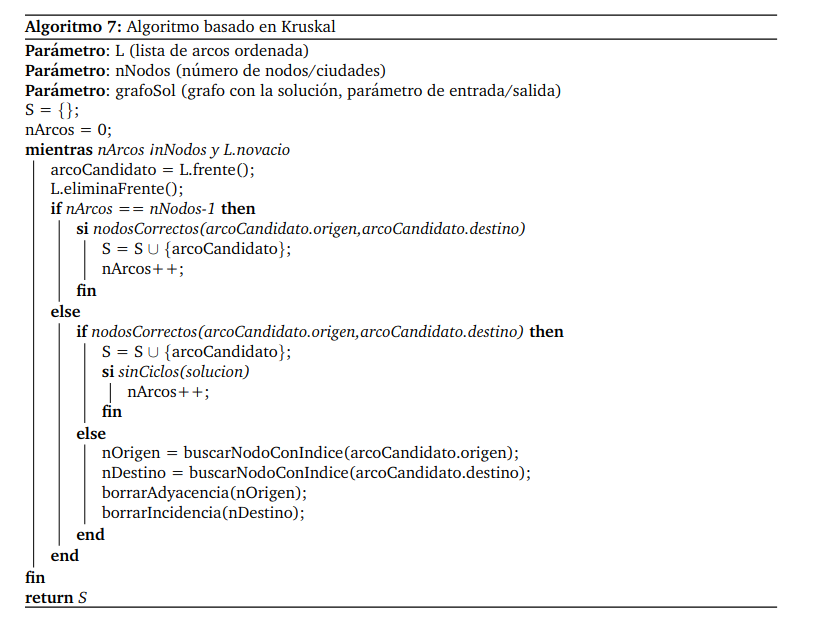 Algoritmo 7: Algoritmo basado en Kruskal
Parámetro: L (lista de arcos ordenada)
Parámetro: nNodos (número de nodos/ciudades)
Parámetro: grafoSol (grafo con la solución, parámetro de entrada/salida)
S = {};
nArcos = 0;
mientras nArcos ¡nNodos y L.novacio
arcoCandidato = L.frente();
L.eliminaFrente();
if nArcos == nNodos-1 then
si nodosCorrectos(arcoCandidato.origen,arcoCandidato.destino)
S = S ∪ {arcoCandidato};
nArcos++;
fin
else
if nodosCorrectos(arcoCandidato.origen,arcoCandidato.destino) then
S = S ∪ {arcoCandidato};
si sinCiclos(solucion)
nArcos++;
fin
else
nOrigen = buscarNodoConIndice(arcoCandidato.origen);
nDestino = buscarNodoConIndice(arcoCandidato.destino);
borrarAdyacencia(nOrigen);
borrarIncidencia(nDestino);
end
end
fin
return S